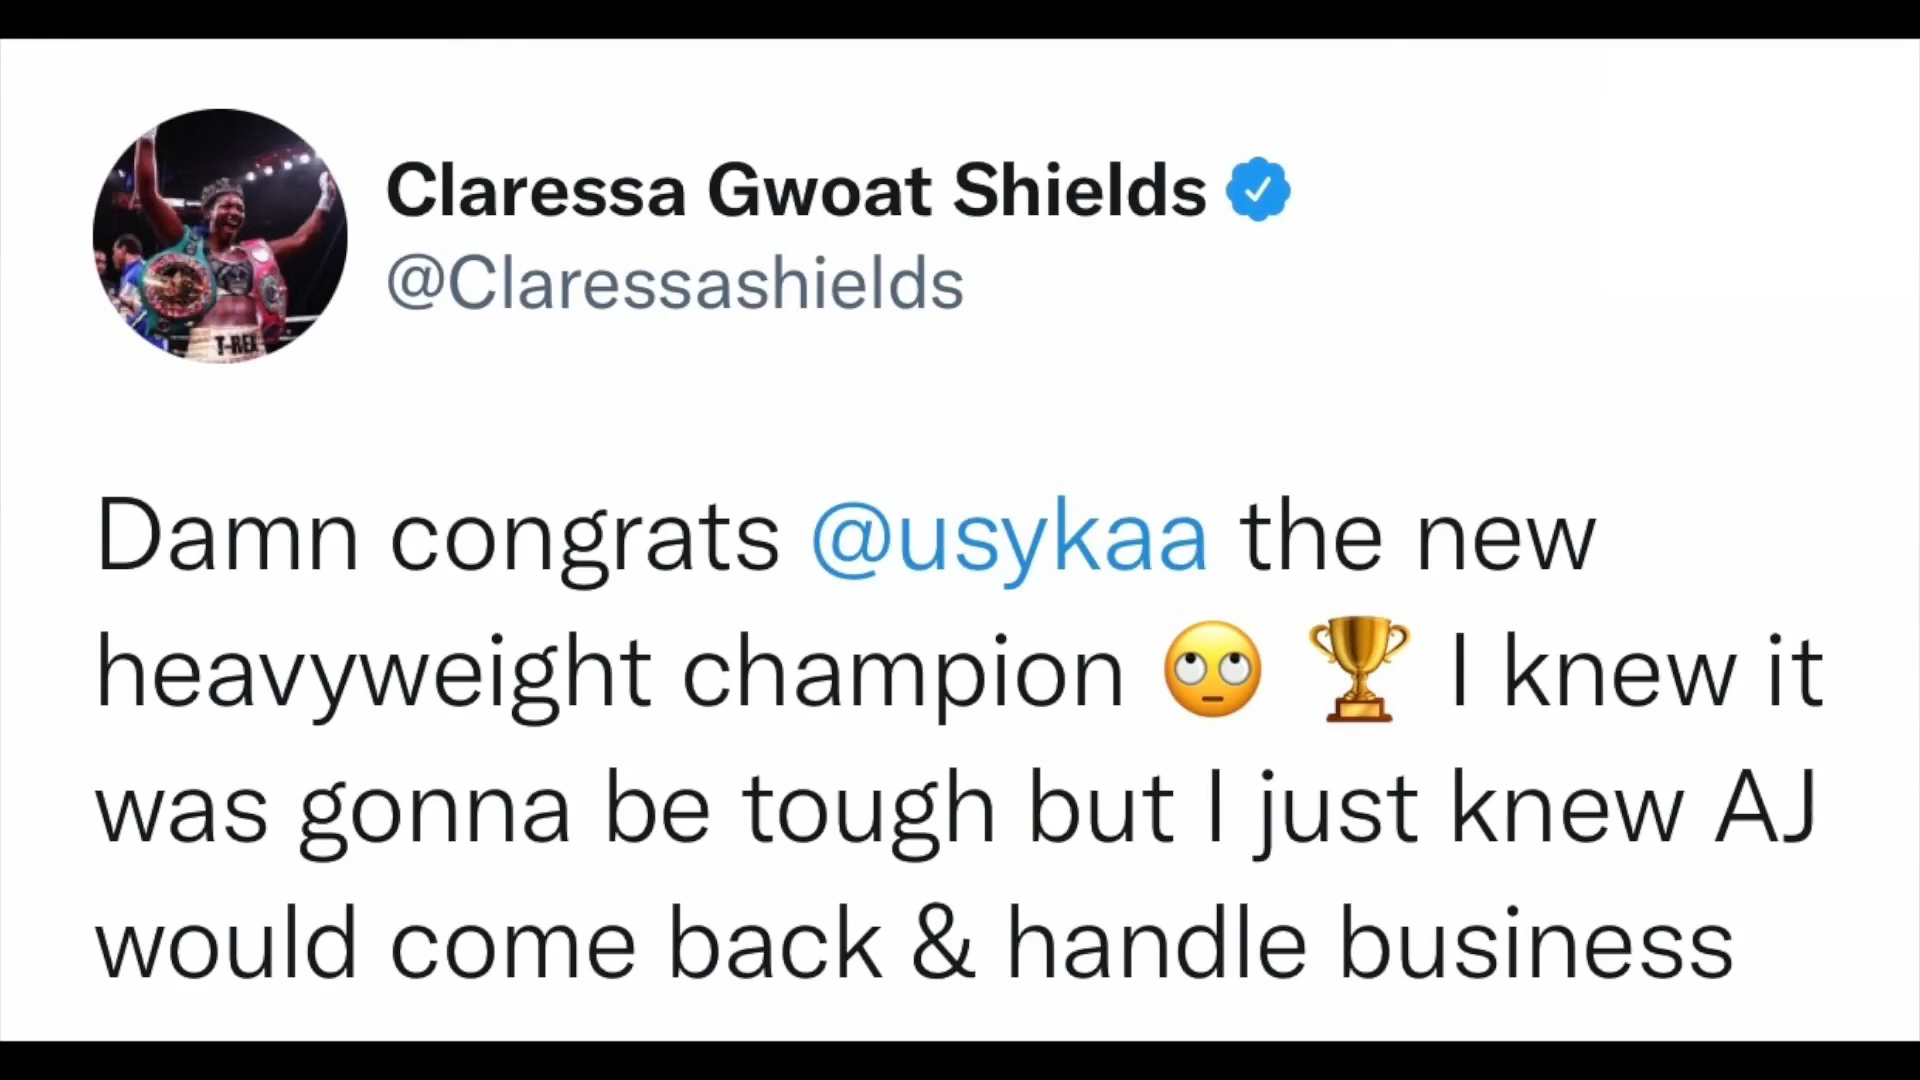 Claressa Gwoat Shields
@Claressashields
T-REX
Damn congrats @usykaa the new
heavyweight champion 🙄 🏆 I knew it
was gonna be tough but I just knew AJ
would come back & handle business